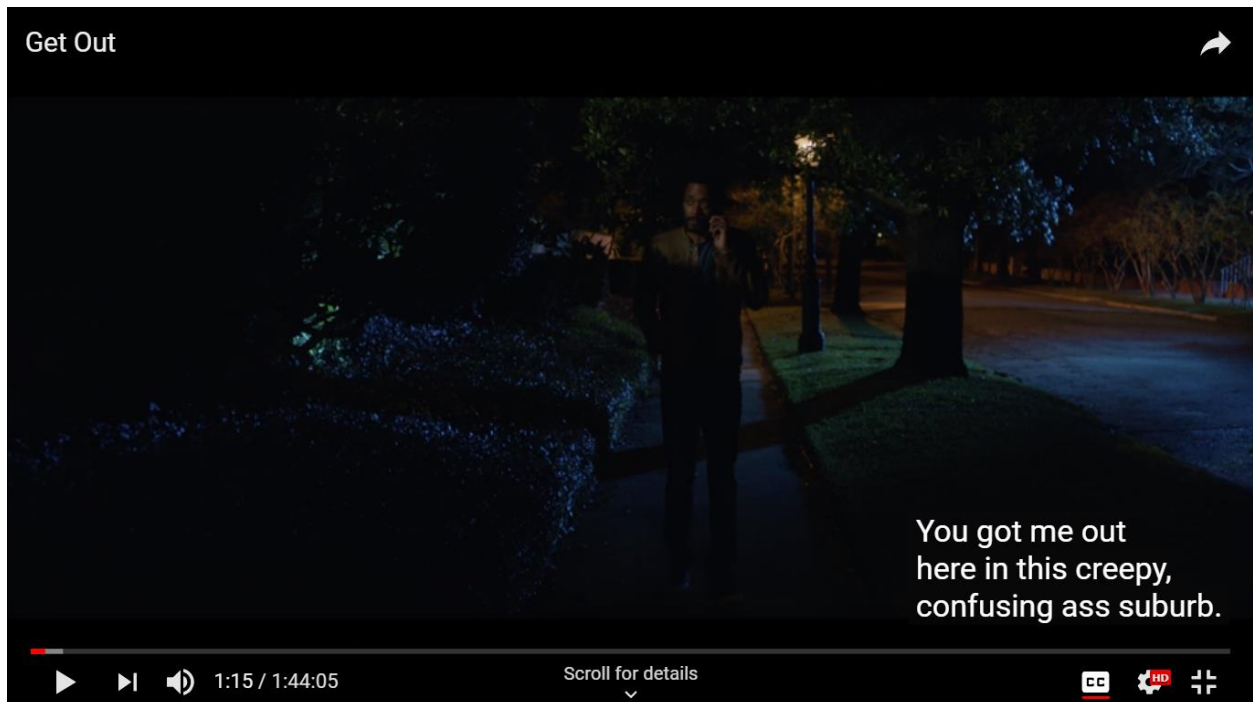 Get Out
You got me out
here in this creepy,
confusing ass suburb.
1:15 / 1:44:05
Scroll for details
CC
HD